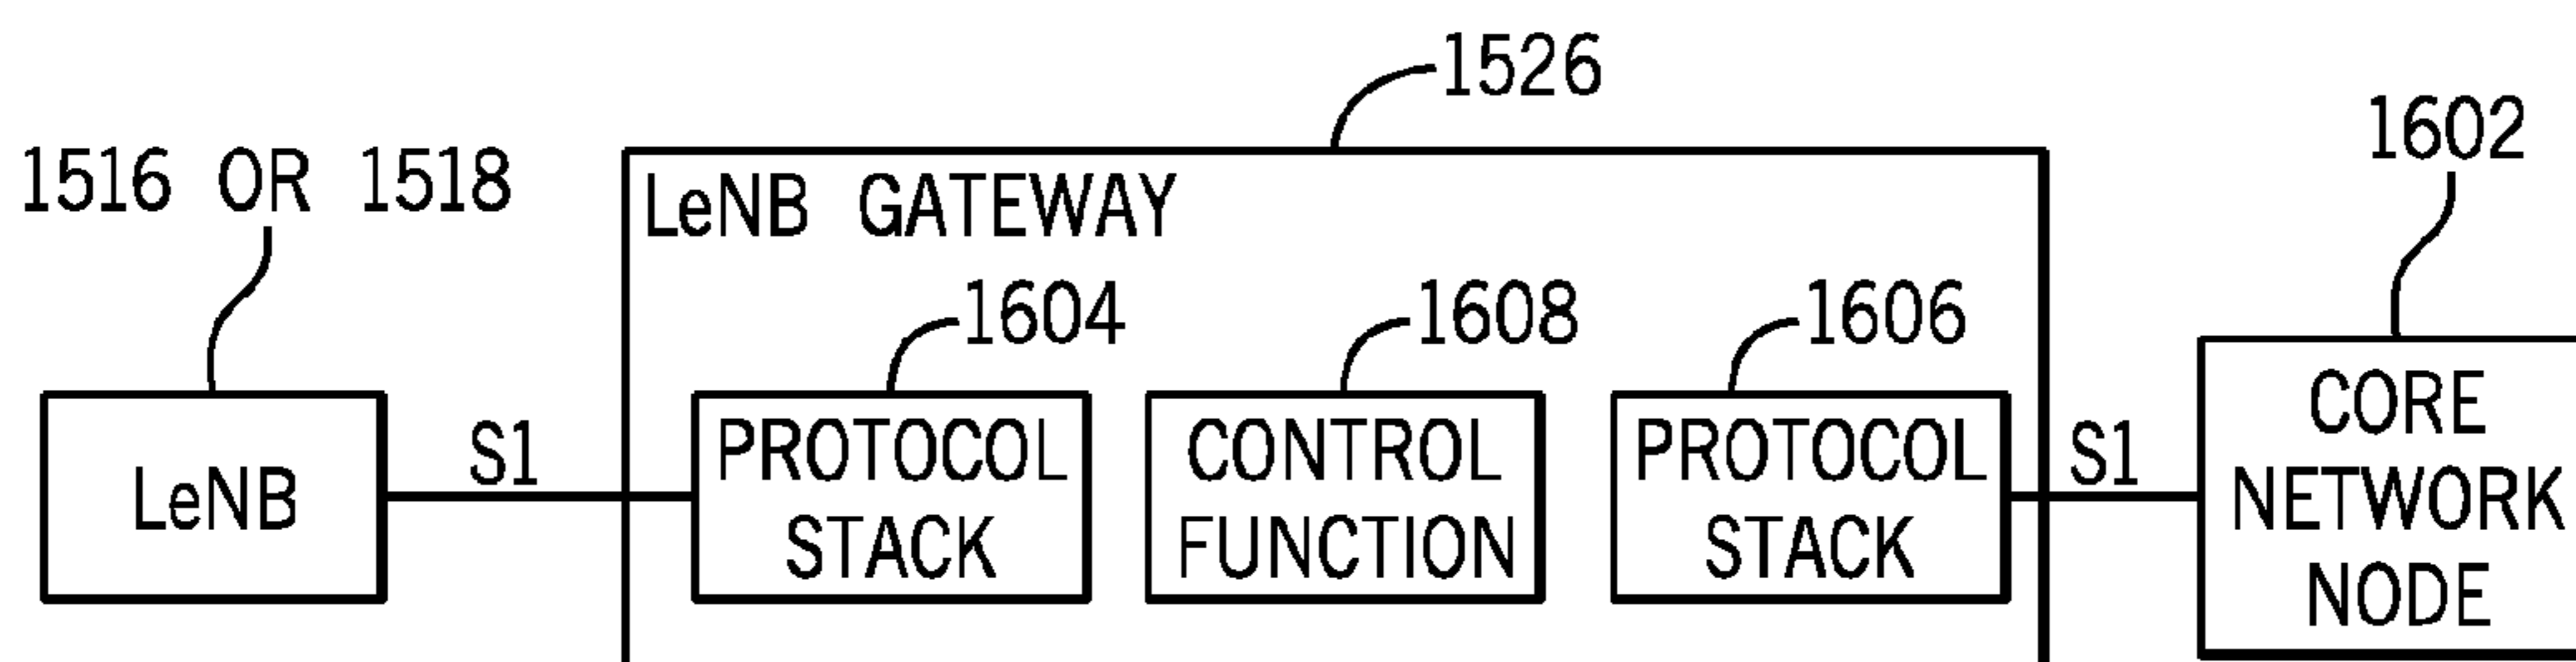 1526
1602
1516 OR 1518
LeNB GATEWAY
1604
1608
1606
LeNB
S1
PROTOCOL
STACK
CONTROL
FUNCTION
PROTOCOL
STACK
S1
CORE
NETWORK
NODE